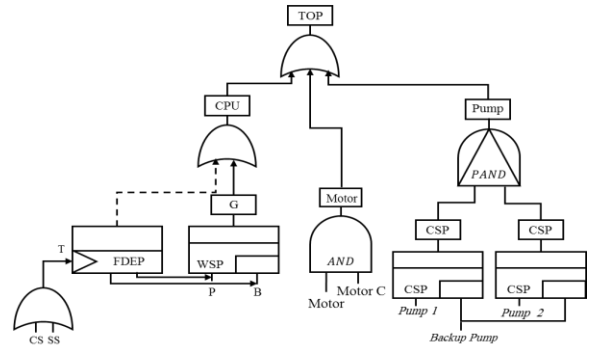 TOP
CPU
Pump
PAND
G
Motor
CSP
CSP
T
FDEP
WSP
AND
CSP
CSP
P
B
Motor C
Motor
Pump 1
Pump 2
CS SS
Backup Pump